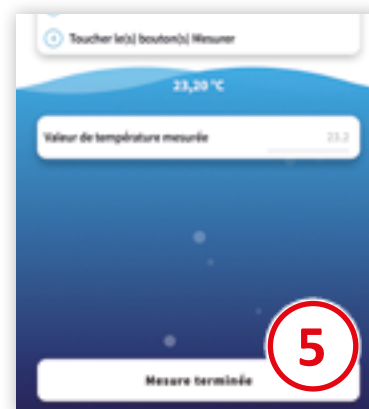 4 Toucher le(s) bouton(s) Mesurer
23,20 °C
Valeur de température mesurée 23.2
Mesure terminée
5